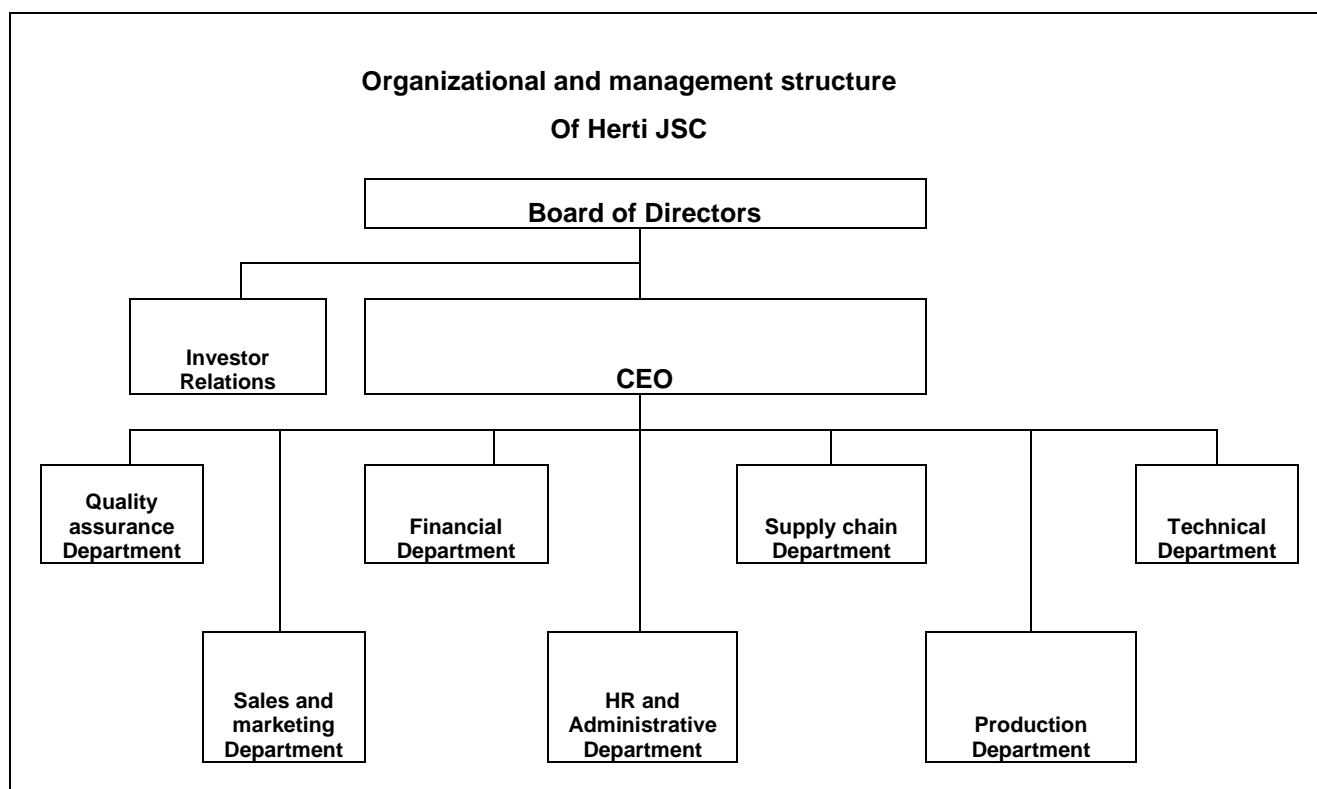 Organizational and management structure
Of Herti JSC
Board of Directors
Investor
Relations
CEO
Quality
assurance
Department
Financial
Department
Supply chain
Department
Technical
Department
Sales and
marketing
Department
HR and
Administrative
Department
Production
Department